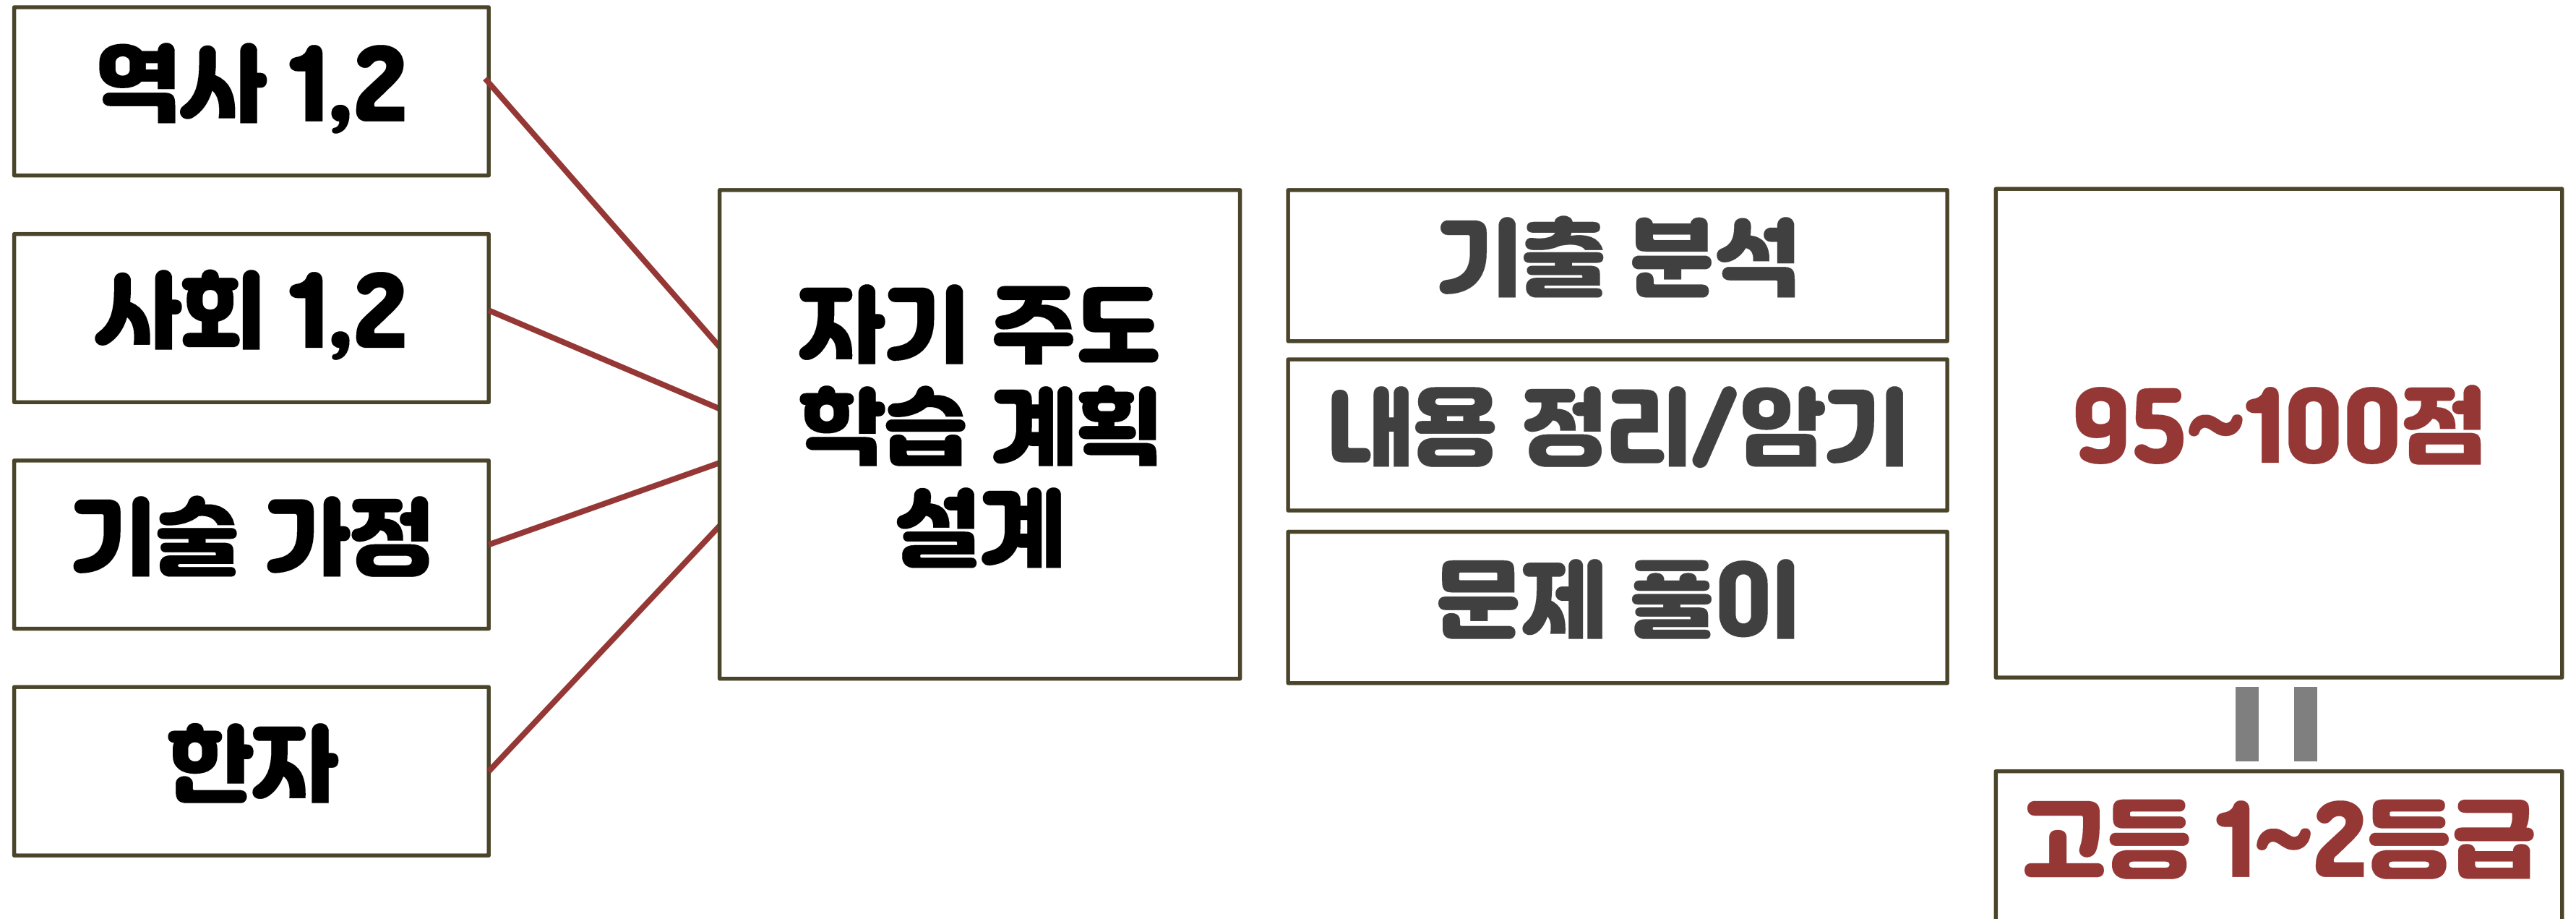 역사 1,2
사회 1,2
기술 가정
한자
자기 주도
학습 계획
설계
기출 분석
내용 정리/암기
문제 풀이
95~100점
고등 1~2등급